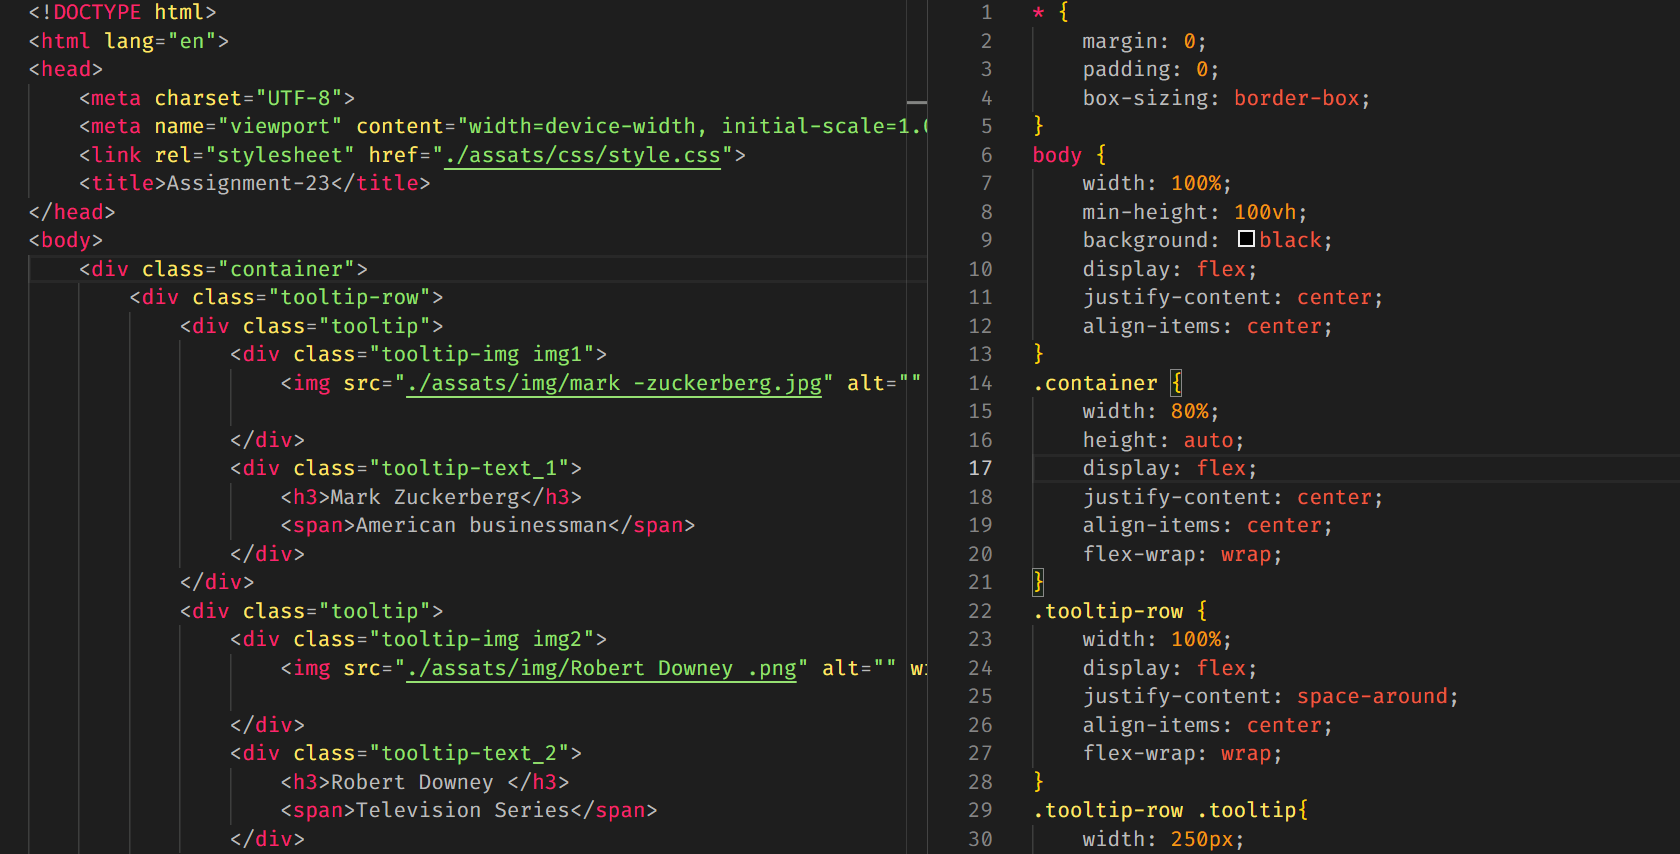 <!DOCTYPE html>
<html lang="en">
<head>
<meta charset="UTF-8">
<meta name="viewport" content="width=device-width, initial-scale=1.0
<link rel="stylesheet" href="./assats/css/style.css">
<title>Assignment-23</title>
</head>
<body>
<div class="container">
<div class="tooltip-row">
<div class="tooltip">
<div class="tooltip-img img1">
<img src="./assats/img/mark -zuckerberg.jpg" alt=""
</div>
<div class="tooltip-text_1">
<h3>Mark Zuckerberg</h3>
<span>American businessman</span>
</div>
</div>
<div class="tooltip">
<div class="tooltip-img img2">
<img src="./assats/img/Robert Downey .png" alt="" wi
</div>
<div class="tooltip-text_2">
<h3>Robert Downey </h3>
<span>Television Series</span>
</div>
1 * {
2 margin: 0;
3 padding: 0;
4 box-sizing: border-box;
5 }
6 body {
7 width: 100%;
8 min-height: 100vh;
9 background: black;
10 display: flex;
11 justify-content: center;
12 align-items: center;
13 }
14 .container {
15 width: 80%;
16 height: auto;
17 display: flex;
18 justify-content: center;
19 align-items: center;
20 flex-wrap: wrap;
21 }
22 .tooltip-row {
23 width: 100%;
24 display: flex;
25 justify-content: space-around;
26 align-items: center;
27 flex-wrap: wrap;
28 }
29 .tooltip-row .tooltip{
30 width: 250px;